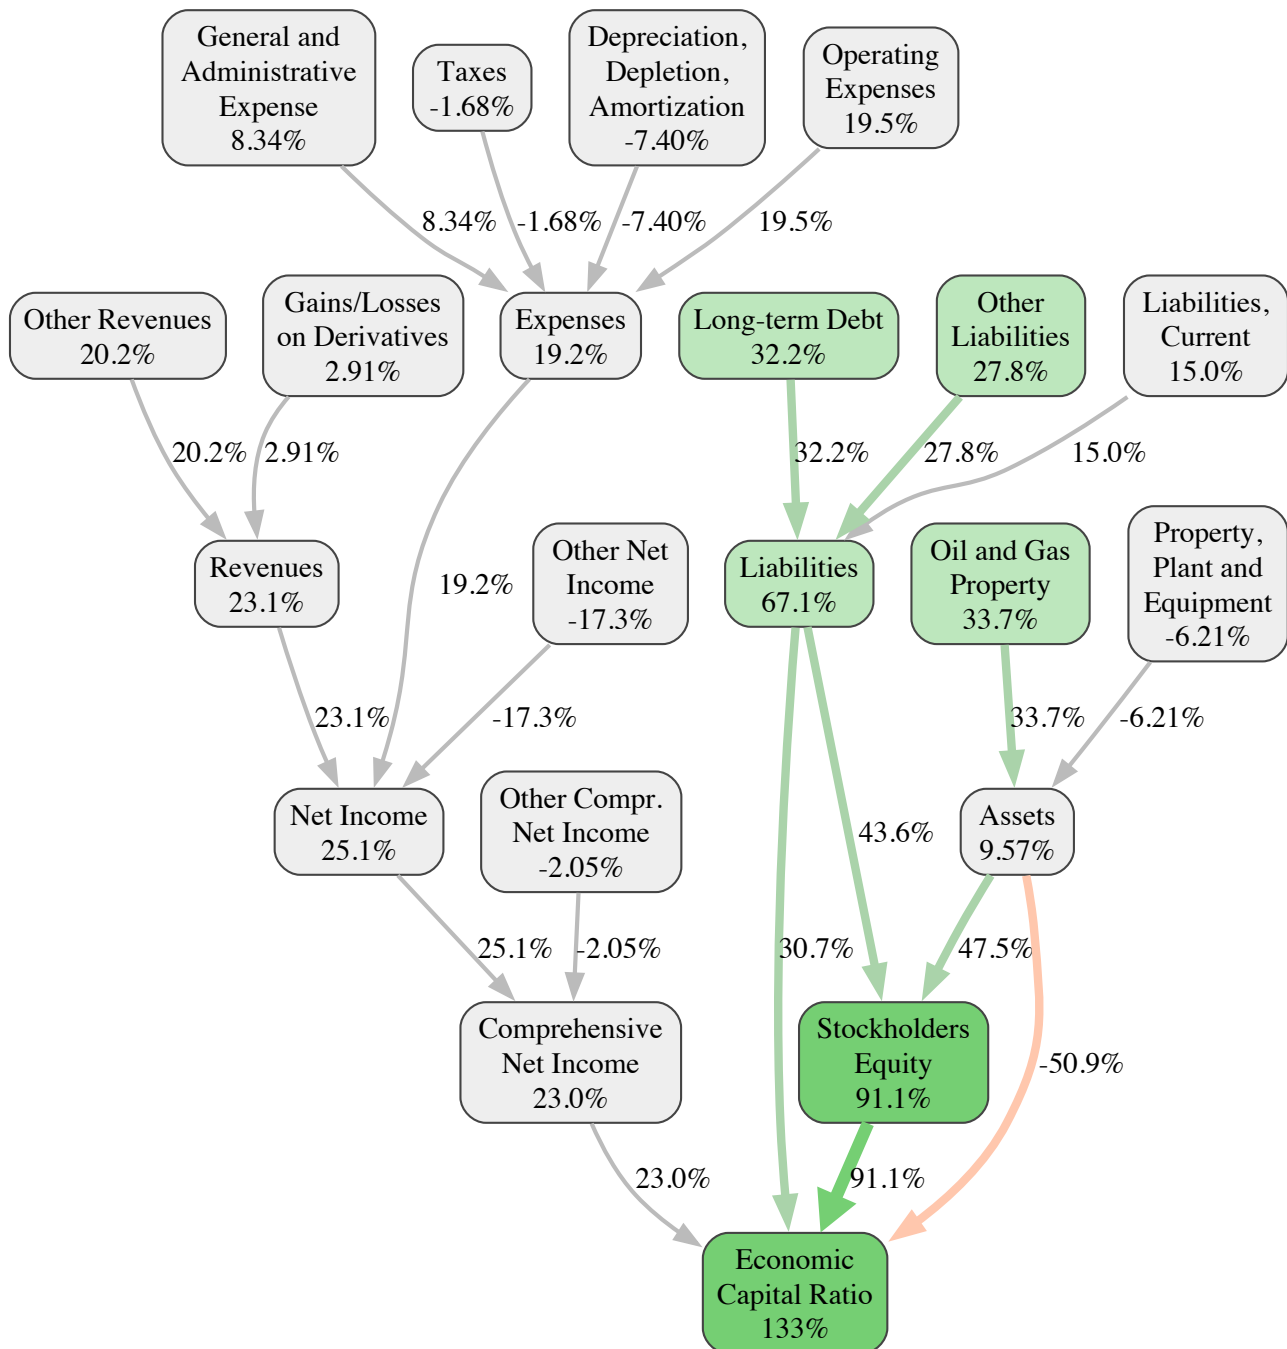 General and
Administrative
Expense
8.34%
Taxes
-1.68%
Depreciation,
Depletion,
Amortization
-7.40%
Operating
Expenses
19.5%
8.34%
-1.68%
-7.40%
19.5%
Other Revenues
20.2%
Gains/Losses
on Derivatives
2.91%
Expenses
19.2%
Long-term Debt
32.2%
Other
Liabilities
27.8%
Liabilities,
Current
15.0%
20.2%
2.91%
32.2%
27.8%
15.0%
Revenues
23.1%
19.2%
Other Net
Income
-17.3%
Liabilities
67.1%
Oil and Gas
Property
33.7%
Property,
Plant and
Equipment
-6.21%
23.1%
-17.3%
33.7%
-6.21%
Net Income
25.1%
Other Compr.
Net Income
-2.05%
43.6%
Assets
9.57%
25.1%
-2.05%
30.7%
47.5%
Comprehensive
Net Income
23.0%
Stockholders
Equity
91.1%
-50.9%
23.0%
91.1%
Economic
Capital Ratio
133%